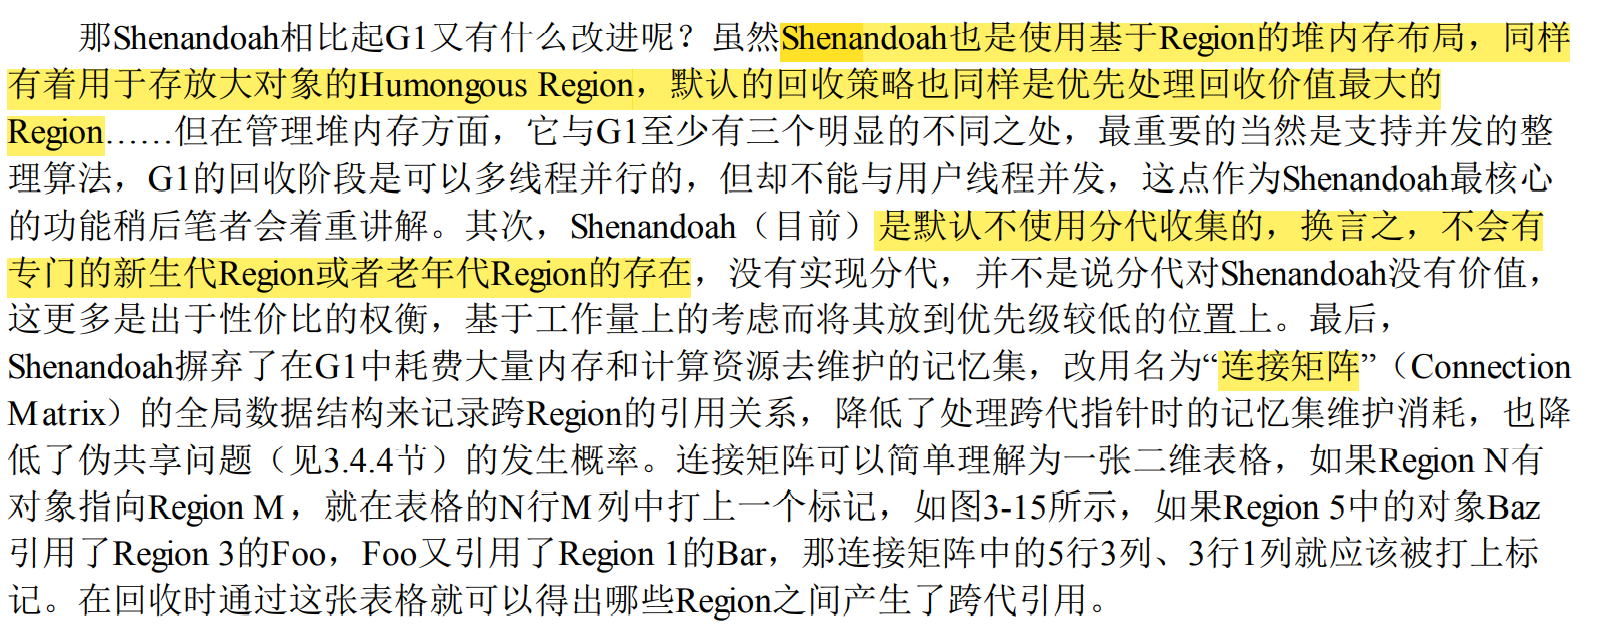 那Shenandoah相比起G1又有什么改进呢？虽然Shenandoah也是使用基于Region的堆内存布局，同样
有着用于存放大对象的Humongous Region，默认的回收策略也同样是优先处理回收价值最大的
Region……但在管理堆内存方面，它与G1至少有三个明显的不同之处，最重要的当然是支持并发的整
理算法，G1的回收阶段是可以多线程并行的，但却不能与用户线程并发，这点作为Shenandoah最核心
的功能稍后笔者会着重讲解。其次，Shenandoah（目前）是默认不使用分代收集的，换言之，不会有
专门的新生代Region或者老年代Region的存在，没有实现分代，并不是说分代对Shenandoah没有价值，
这更多是出于性价比的权衡，基于工作量上的考虑而将其放到优先级较低的位置上。最后，
Shenandoah摒弃了在G1中耗费大量内存和计算资源去维护的记忆集，改用名为“连接矩阵”（Connection
Matrix）的全局数据结构来记录跨Region的引用关系，降低了处理跨代指针时的记忆集维护消耗，也降
低了伪共享问题（见3.4.4节）的发生概率。连接矩阵可以简单理解为一张二维表格，如果Region N有
对象指向Region M，就在表格的N行M列中打上一个标记，如图3-15所示，如果Region 5中的对象Baz
引用了Region 3的Foo，Foo又引用了Region 1的Bar，那连接矩阵中的5行3列、3行1列就应该被打上标
记。在回收时通过这张表格就可以得出哪些Region之间产生了跨代引用。